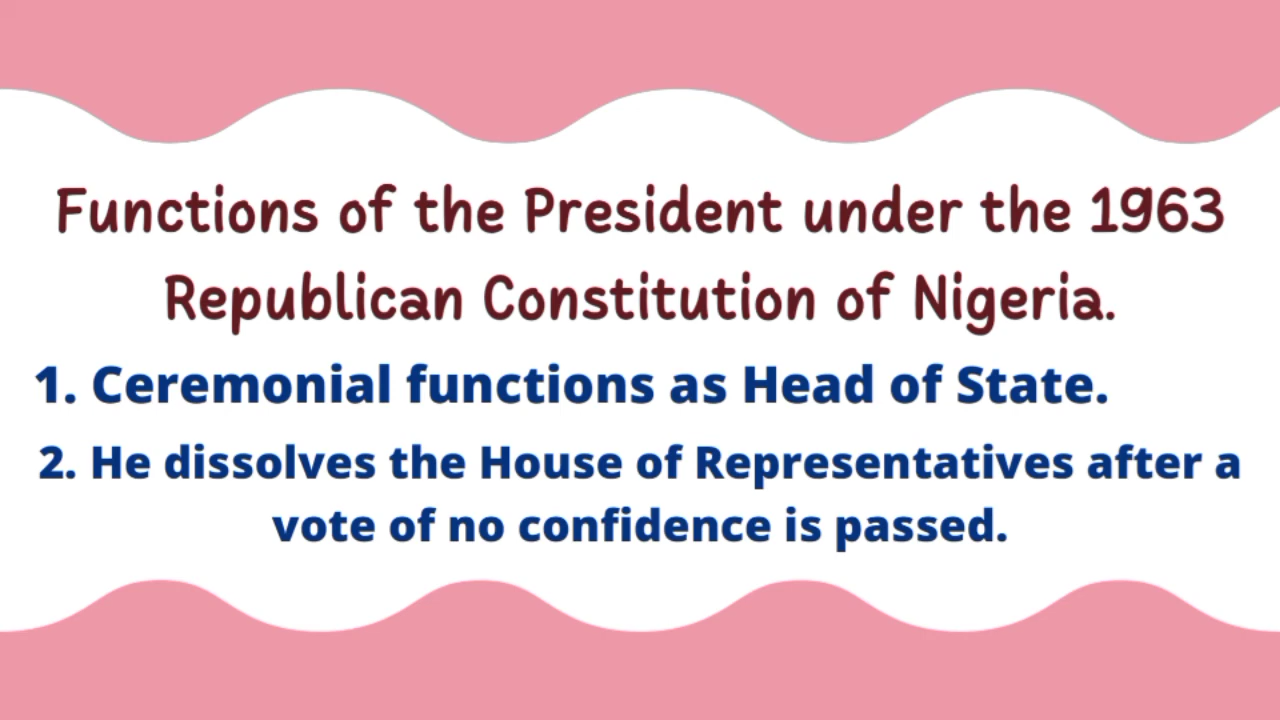 Functions of the President under the 1963
Republican Constitution of Nigeria.
1. Ceremonial functions as Head of State.
2. He dissolves the House of Representatives after a
vote of no confidence is passed.